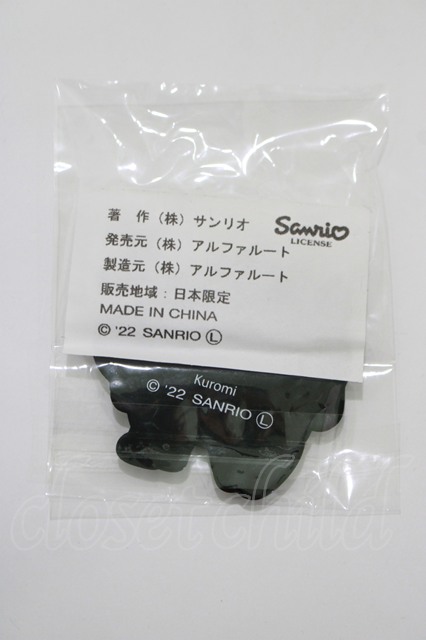 著　作（株）サンリオ
Sanrio
LICENSE
発売元（株）アルファルート
製造元（株）アルファルート
販売地域：日本限定
MADE IN CHINA
© '22 SANRIO Ⓛ
Kuromi
© '22 SANRIO Ⓛ
closet child